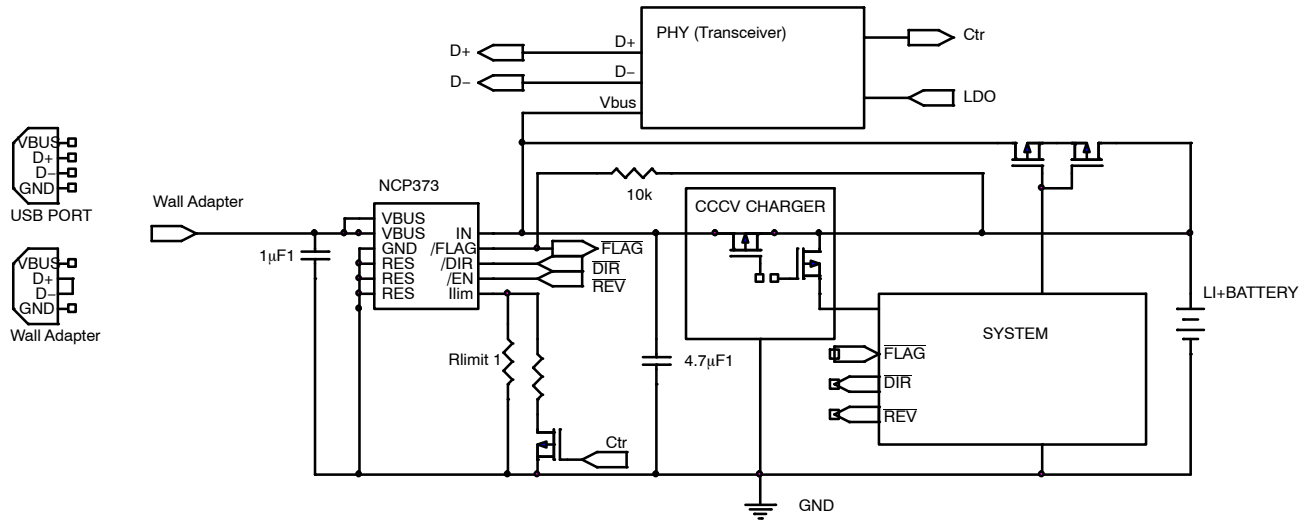 PHY (Transceiver)
D+
D+
D−
D−
Vbus
Ctr
LDO
VBUS
D+
D−
GND
USB PORT
VBUS
D+
D−
GND
Wall Adapter
Wall Adapter
1μF1
NCP373
VBUS
VBUS
GND
RES
RES
RES
IN
/FLAG
/DIR
/EN
Ilim
FLAG
DIR
REV
10k
CCCV CHARGER
Rlimit 1
4.7μF1
Ctr
SYSTEM
FLAG
DIR
REV
LI+BATTERY
GND